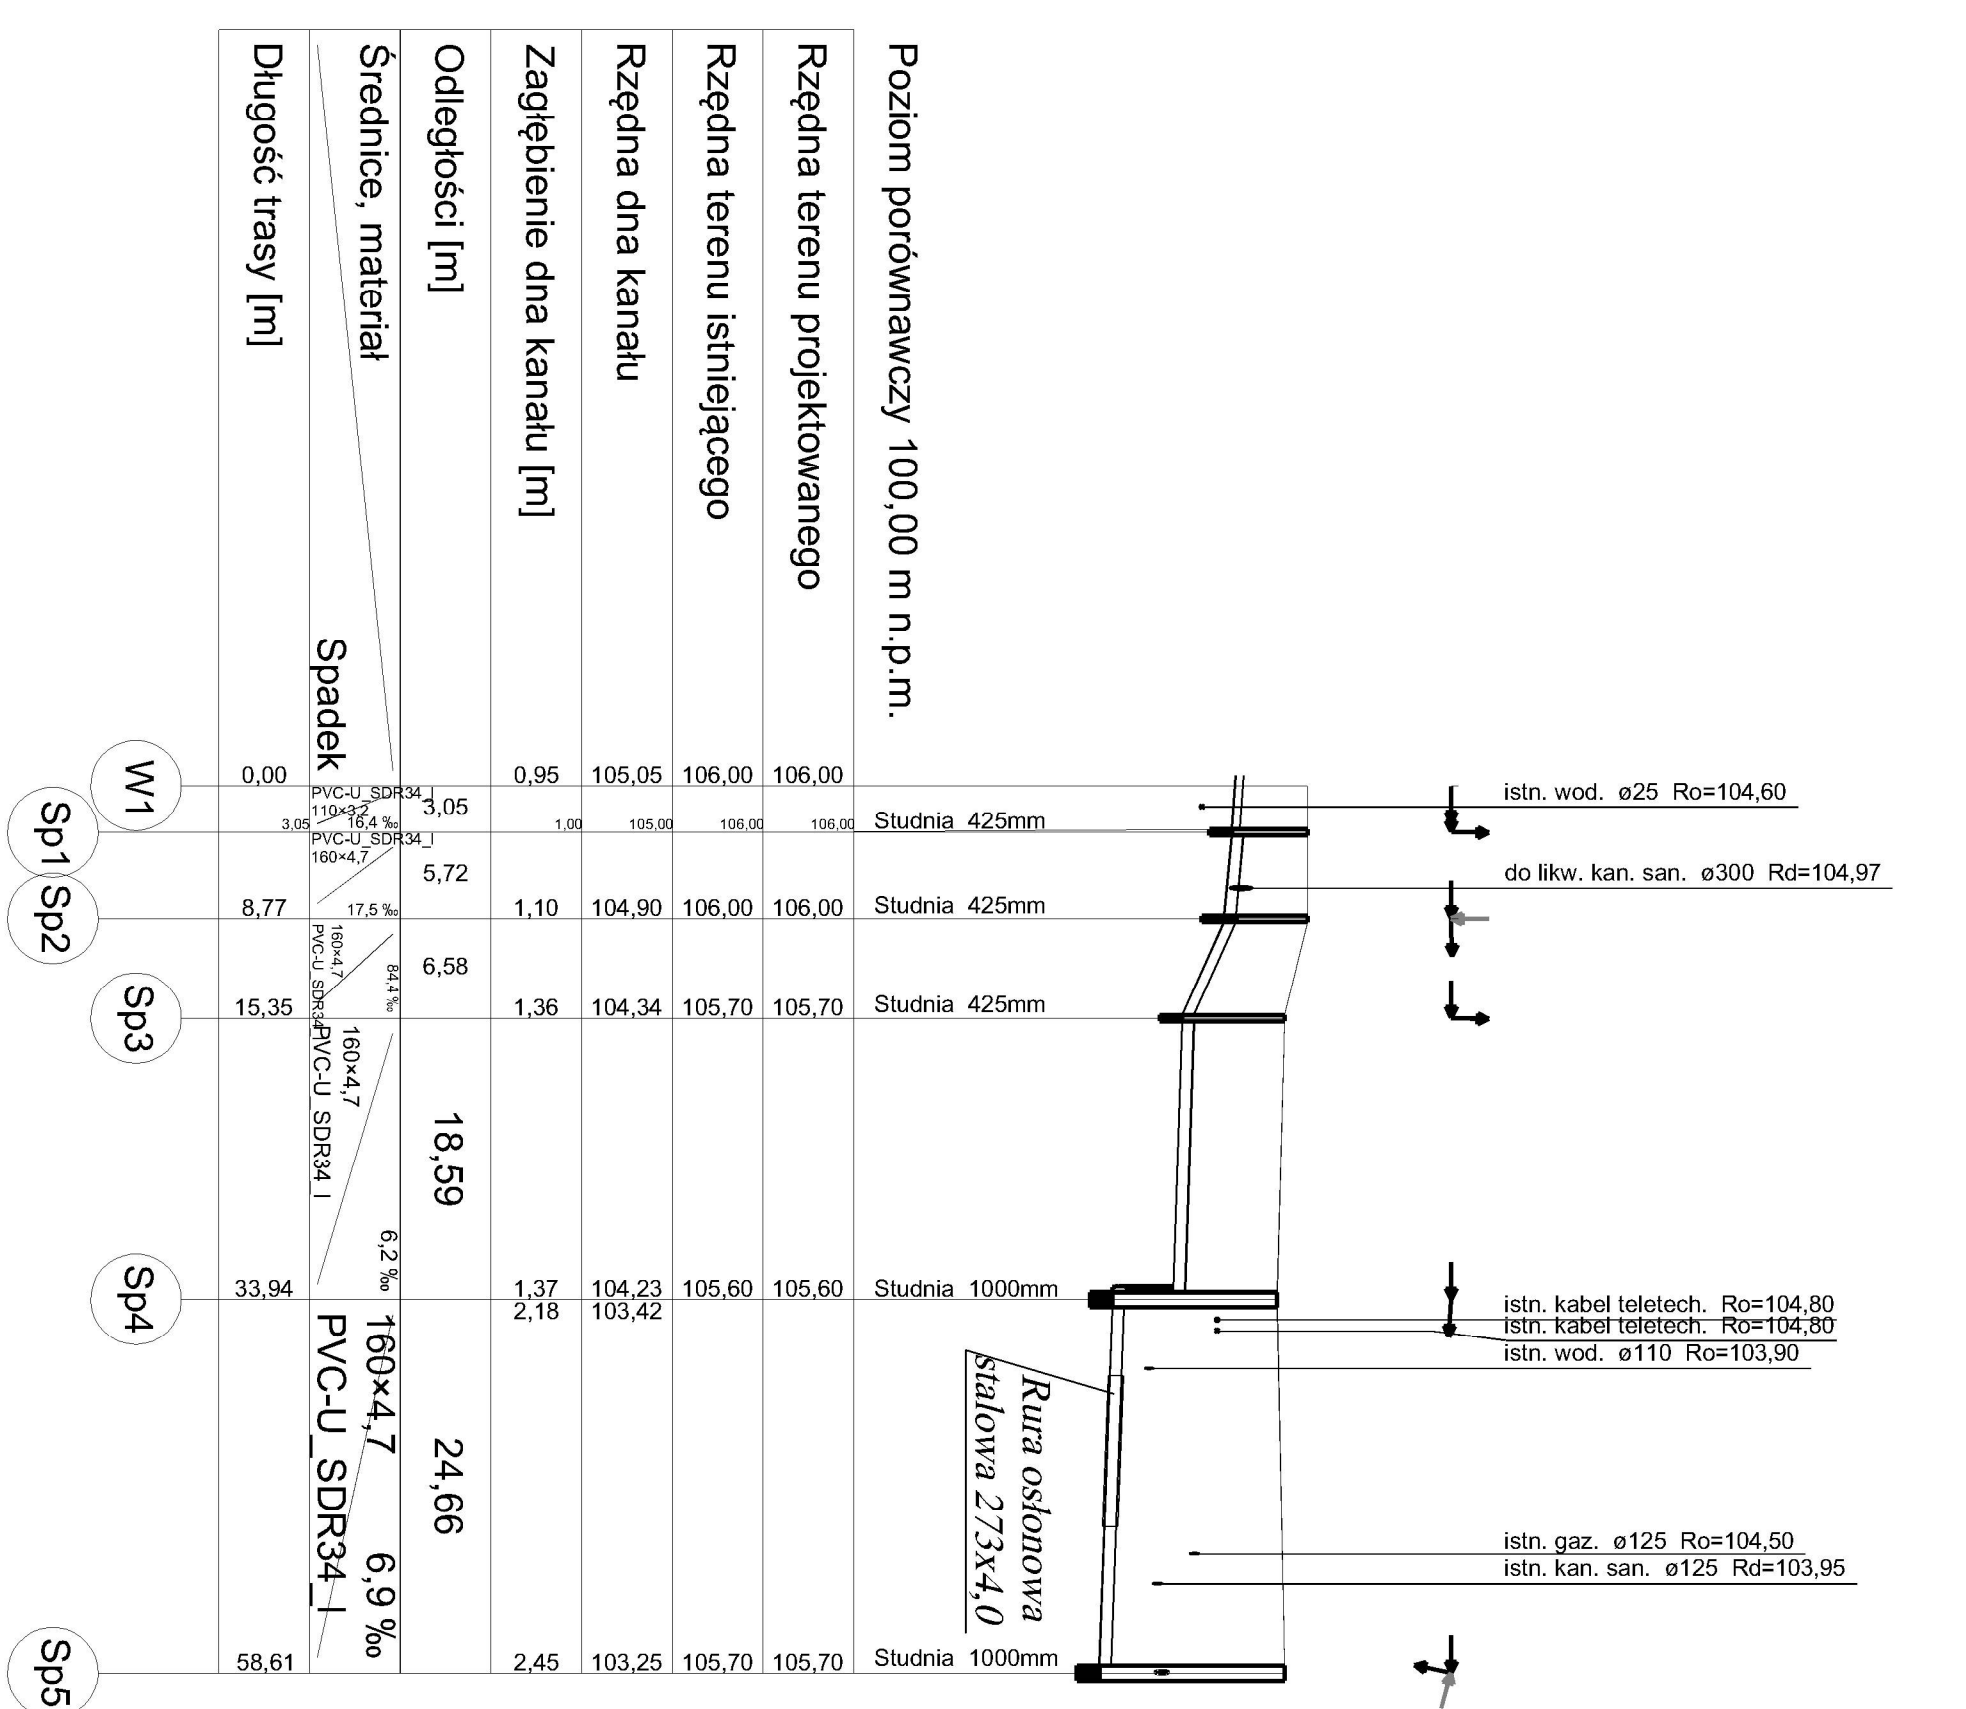 Poziom porównawczy 100,00 m n.p.m.
Rzędna terenu projektowanego
106,00
106,00
106,00
105,70
105,60
105,70
Rzędna terenu istniejącego
106,00
106,00
106,00
105,70
105,60
105,70
Rzędna dna kanału
105,05
105,00
104,90
104,34
104,23
103,42
103,25
Zagłębienie dna kanału [m]
0,95
1,00
1,10
1,36
1,37
2,18
2,45
Odległości [m]
3,05
5,72
6,58
18,59
24,66
Średnice, materiał
Spadek
PVC-U_SDR34_I
110×3,2
16,4 ‰
PVC-U_SDR34_I
160×4,7
17,5 ‰
160×4,7
PVC-U_SDR34_I
84,4 ‰
160×4,7
PVC-U_SDR34_I
6,2 ‰
160×4,7
PVC-U_SDR34_I
6,9 ‰
Długość trasy [m]
0,00
3,05
8,77
15,35
33,94
58,61
W1
Sp1
Sp2
Sp3
Sp4
Sp5
Studnia 425mm
Studnia 425mm
Studnia 425mm
Studnia 1000mm
Studnia 1000mm
Rura osłonowa
stalowa 273x4,0
istn. wod. ø25 Ro=104,60
do likw. kan. san. ø300 Rd=104,97
istn. kabel teletech. Ro=104,80
istn. kabel teletech. Ro=104,80
istn. wod. ø110 Ro=103,90
istn. gaz. ø125 Ro=104,50
istn. kan. san. ø125 Rd=103,95